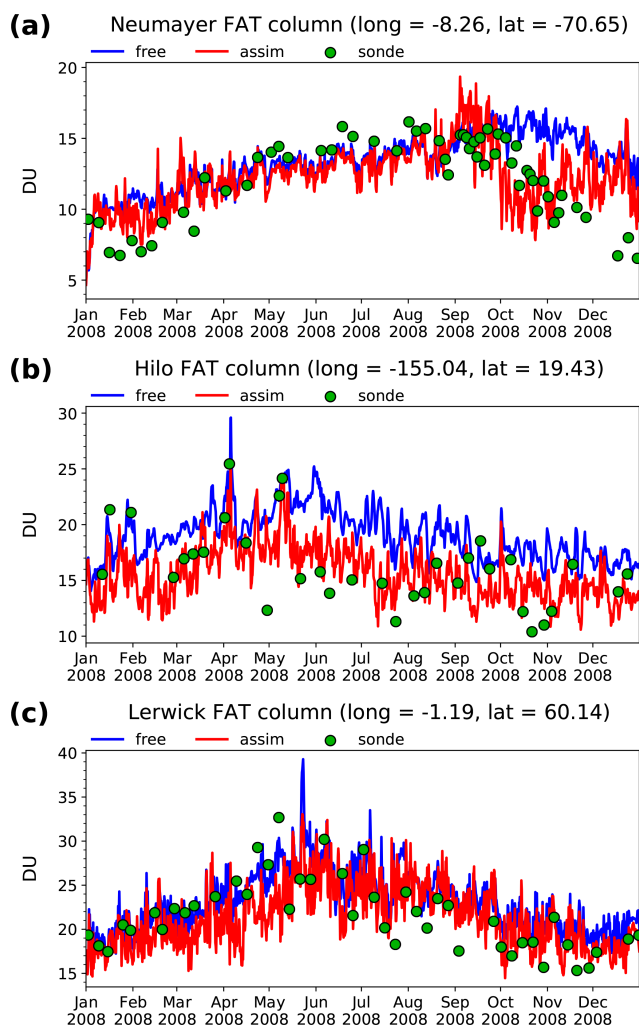 (a)
Neumayer FAT column (long = -8.26, lat = -70.65)
free assim sonde
20
15
10
5
DU
Jan Feb Mar Apr May Jun Jul Aug Sep Oct Nov Dec
2008 2008 2008 2008 2008 2008 2008 2008 2008 2008 2008 2008
(b)
Hilo FAT column (long = -155.04, lat = 19.43)
free assim sonde
30
25
20
15
10
DU
Jan Feb Mar Apr May Jun Jul Aug Sep Oct Nov Dec
2008 2008 2008 2008 2008 2008 2008 2008 2008 2008 2008 2008
(c)
Lerwick FAT column (long = -1.19, lat = 60.14)
free assim sonde
40
35
30
25
20
15
DU
Jan Feb Mar Apr May Jun Jul Aug Sep Oct Nov Dec
2008 2008 2008 2008 2008 2008 2008 2008 2008 2008 2008 2008